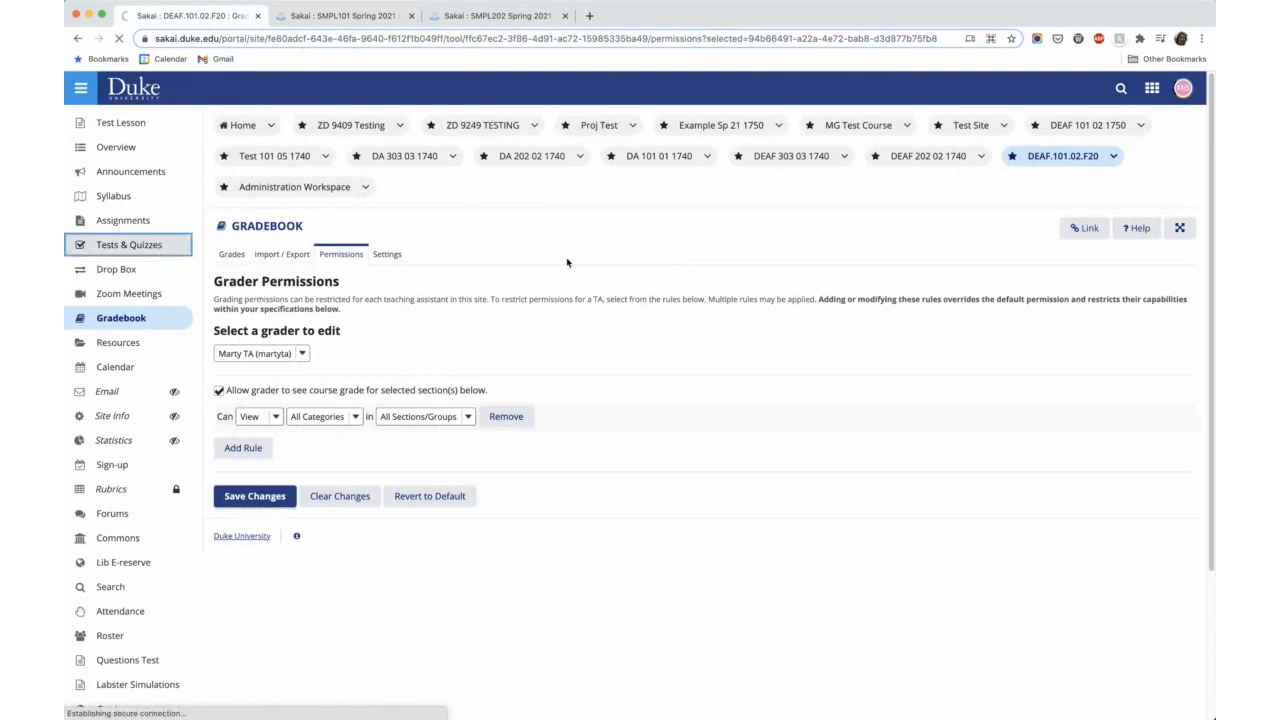 Sakai : DEAF.101.02.F20 : Gra
Sakai : SMPL101 Spring 2021 :
Sakai : SMPL202 Spring 2021
sakai.duke.edu/portal/site/fe80adcf-643e-46fa-9640-f612f1b049ff/tool/ffc67ec2-3f86-4d91-ac72-15985335ba49/permissions?selected=94b66491-a22a-4e72-bab8-d3d877b75fb8
Bookmarks Calendar Gmail Other Bookmarks
Duke
UNIVERSITY
MB
Test Lesson
Overview
Announcements
Syllabus
Assignments
Tests & Quizzes
Drop Box
Zoom Meetings
Gradebook
Resources
Calendar
Email
Site Info
Statistics
Sign-up
Rubrics
Forums
Commons
Lib E-reserve
Search
Attendance
Roster
Questions Test
Labster Simulations
Home ZD 9409 Testing ZD 9249 TESTING Proj Test Example Sp 21 1750 MG Test Course Test Site DEAF 101 02 1750
Test 101 05 1740 DA 303 03 1740 DA 202 02 1740 DA 101 01 1740 DEAF 303 03 1740 DEAF 202 02 1740 DEAF.101.02.F20
Administration Workspace
GRADEBOOK
Link ? Help
Grades Import / Export Permissions Settings
Grader Permissions
Grading permissions can be restricted for each teaching assistant in this site. To restrict permissions for a TA, select from the rules below. Multiple rules may be applied. Adding or modifying these rules overrides the default permission and restricts their capabilities
within your specifications below.
Select a grader to edit
Marty TA (martyta)
Allow grader to see course grade for selected section(s) below.
Can View All Categories in All Sections/Groups Remove
Add Rule
Save Changes Clear Changes Revert to Default
Duke University
Establishing secure connection...